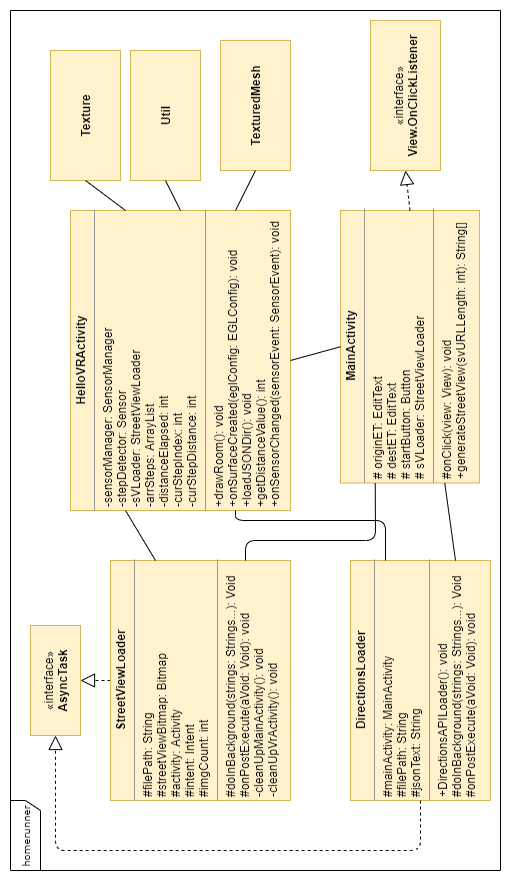 homerunner
«interface»
AsyncTask
StreetViewLoader
#filePath: String
#streetViewBitmap: Bitmap
#activity: Activity
#intent: Intent
#imgCount: int
#doInBackground(strings: Strings...): Void
#onPostExecute(aVoid: Void): void
-cleanUpMainActivity(): void
-cleanUpVrActivity(): void
HelloVRActivity
-sensorManager: SensorManager
-stepDetector: Sensor
-sVLoader: StreetViewLoader
-arrSteps: ArrayList
-distanceElapsed: int
-curStepIndex: int
-curStepDistance: int
+drawRoom(): void
+onSurfaceCreated(eglConfig: EGLConfig): void
+loadJSONDir(): void
+getDistanceValue(): int
+onSensorChanged(sensorEvent: SensorEvent): void
Texture
Util
TexturedMesh
DirectionsLoader
#mainActivity: MainActivity
#filePath: String
#jsonText: String
+DirectionsAPILoader(): void
#doInBackground(strings: Strings...): Void
#onPostExecute(aVoid: Void): void
MainActivity
# originET: EditText
# destET: EditText
# startButton: Button
# sVLoader: StreetViewLoader
#onClick(view: View): void
+generateStreetView(svURLLength: int): String[]
«interface»
View.OnClickListener